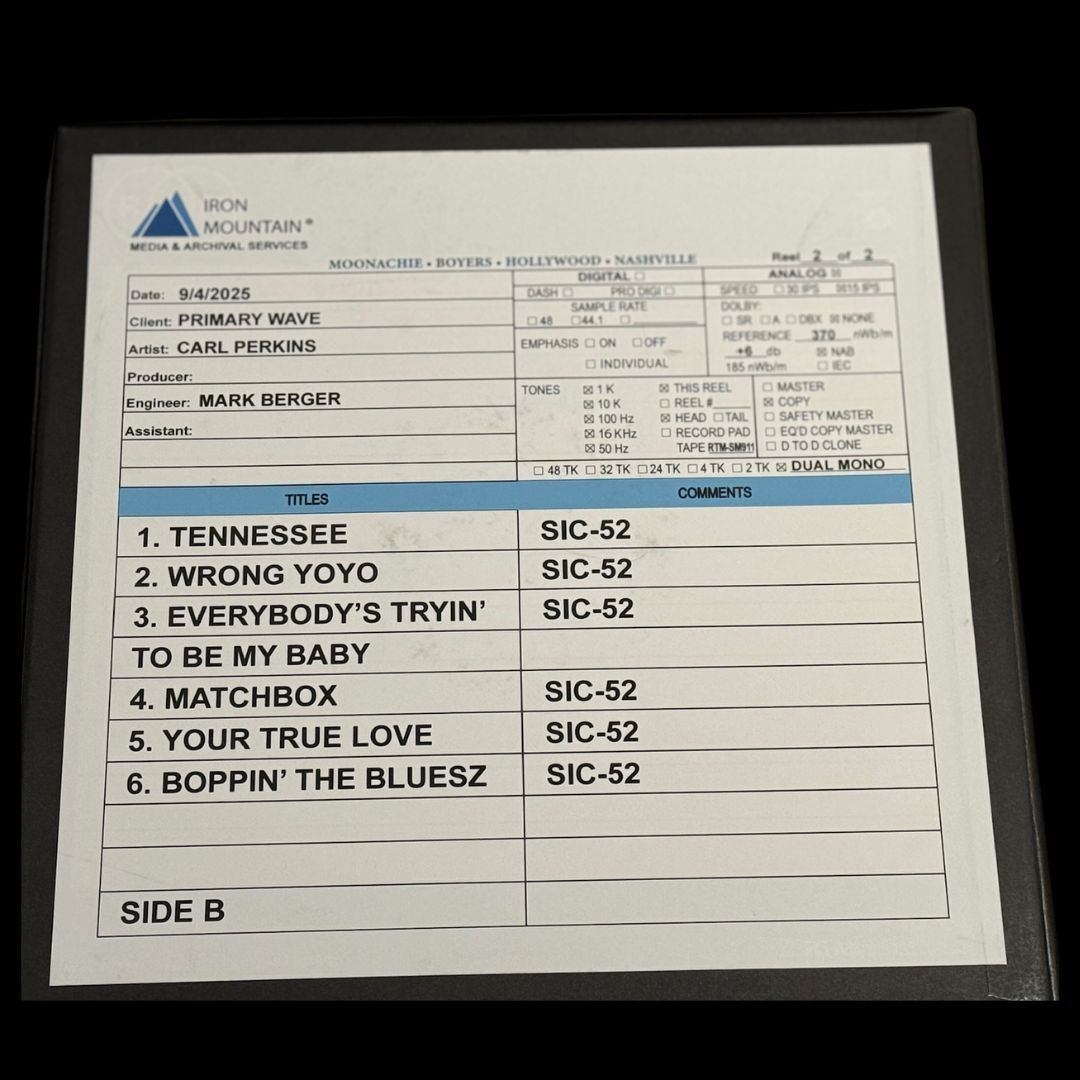 IRON
MOUNTAIN®
MEDIA & ARCHIVAL SERVICES
MOONACHIE • BOYERS • HOLLYWOOD • NASHVILLE
Reel 2 of 2
Date: 9/4/2025
Client: PRIMARY WAVE
Artist: CARL PERKINS
Producer:
Engineer: MARK BERGER
Assistant:
DIGITAL ☐
DASH ☐ PRO DIGI ☐
SAMPLE RATE
☐ 48 ☐ 44.1 ☐
EMPHASIS ☐ ON ☐ OFF
☐ INDIVIDUAL
ANALOG ☒
SPEED ☐ 30 IPS ☒ 15 IPS
DOLBY:
☐ SR ☐ A ☐ DBX ☒ NONE
REFERENCE 370 nWb/m
+6 db ☒ NAB
185 nWb/m ☐ IEC
TONES ☒ 1 K ☒ THIS REEL
☒ 10 K ☐ REEL #
☒ 100 Hz ☒ HEAD ☐ TAIL
☒ 16 KHz ☐ RECORD PAD
☒ 50 Hz TAPE RTM-SM911
☐ MASTER
☒ COPY
☐ SAFETY MASTER
☐ EQ'D COPY MASTER
☐ D TO D CLONE
☐ 48 TK ☐ 32 TK ☐ 24 TK ☐ 4 TK ☐ 2 TK ☒ DUAL MONO
TITLES COMMENTS
1. TENNESSEE SIC-52
2. WRONG YOYO SIC-52
3. EVERYBODY'S TRYIN' SIC-52
TO BE MY BABY
4. MATCHBOX SIC-52
5. YOUR TRUE LOVE SIC-52
6. BOPPIN' THE BLUESZ SIC-52
SIDE B